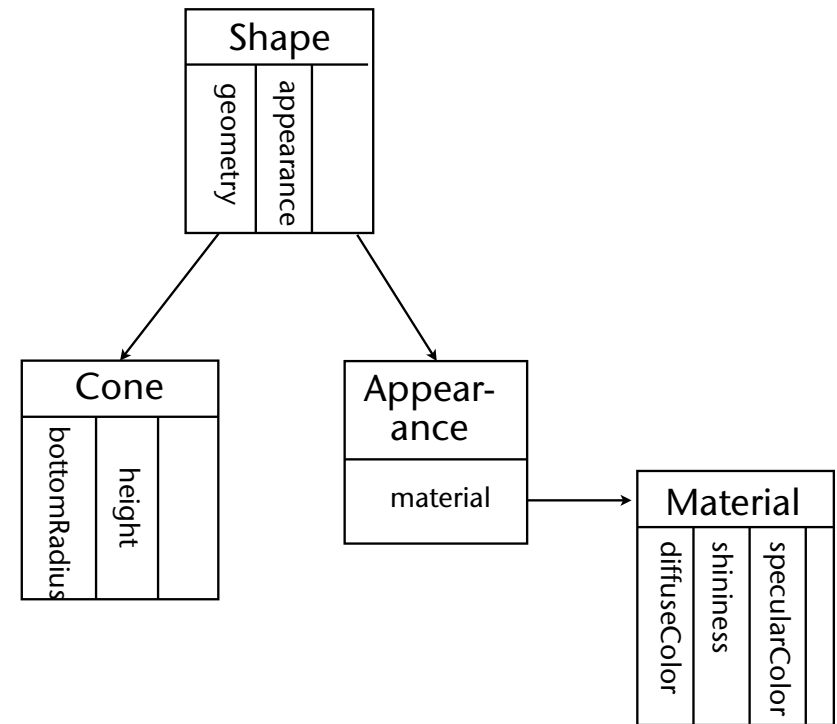 Shape
geometry
appearance
Cone
bottomRadius
height
Appear-
ance
material
Material
diffuseColor
shininess
specularColor